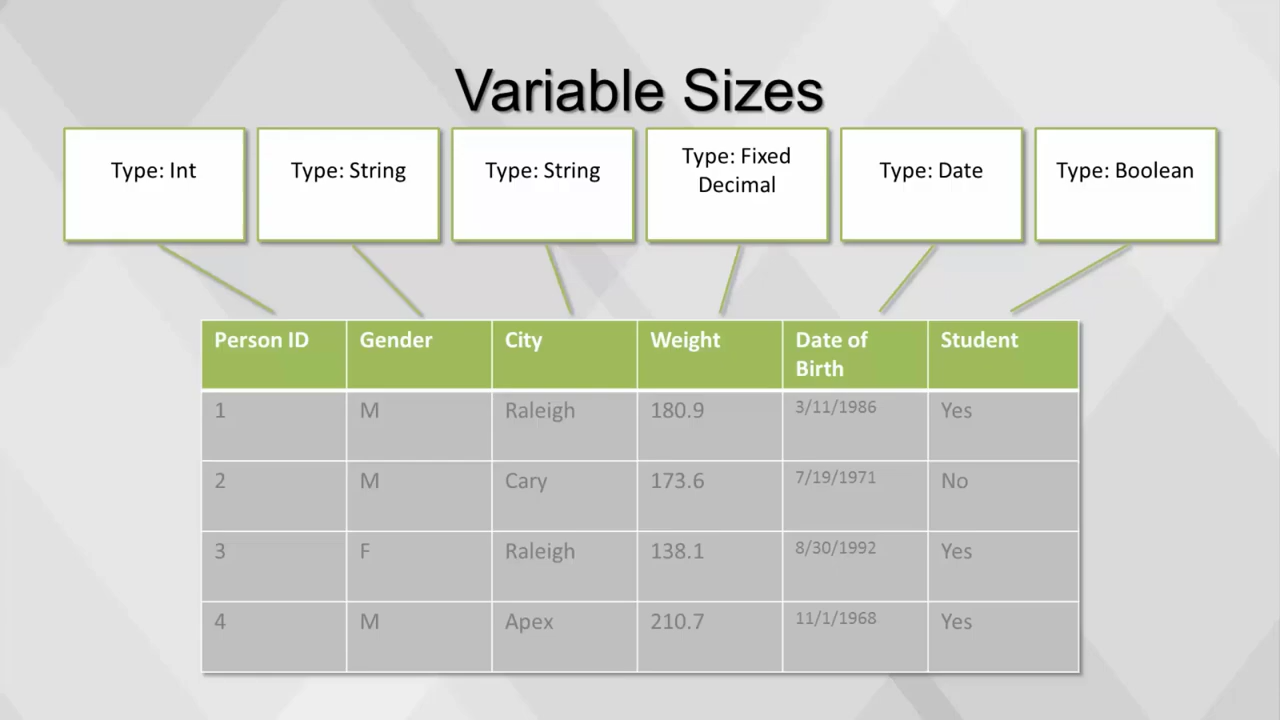 Variable Sizes
Type: Int
Type: String
Type: String
Type: Fixed
Decimal
Type: Date
Type: Boolean
Person ID Gender City Weight Date of
Birth Student
1 M Raleigh 180.9 3/11/1986 Yes
2 M Cary 173.6 7/19/1971 No
3 F Raleigh 138.1 8/30/1992 Yes
4 M Apex 210.7 11/1/1968 Yes